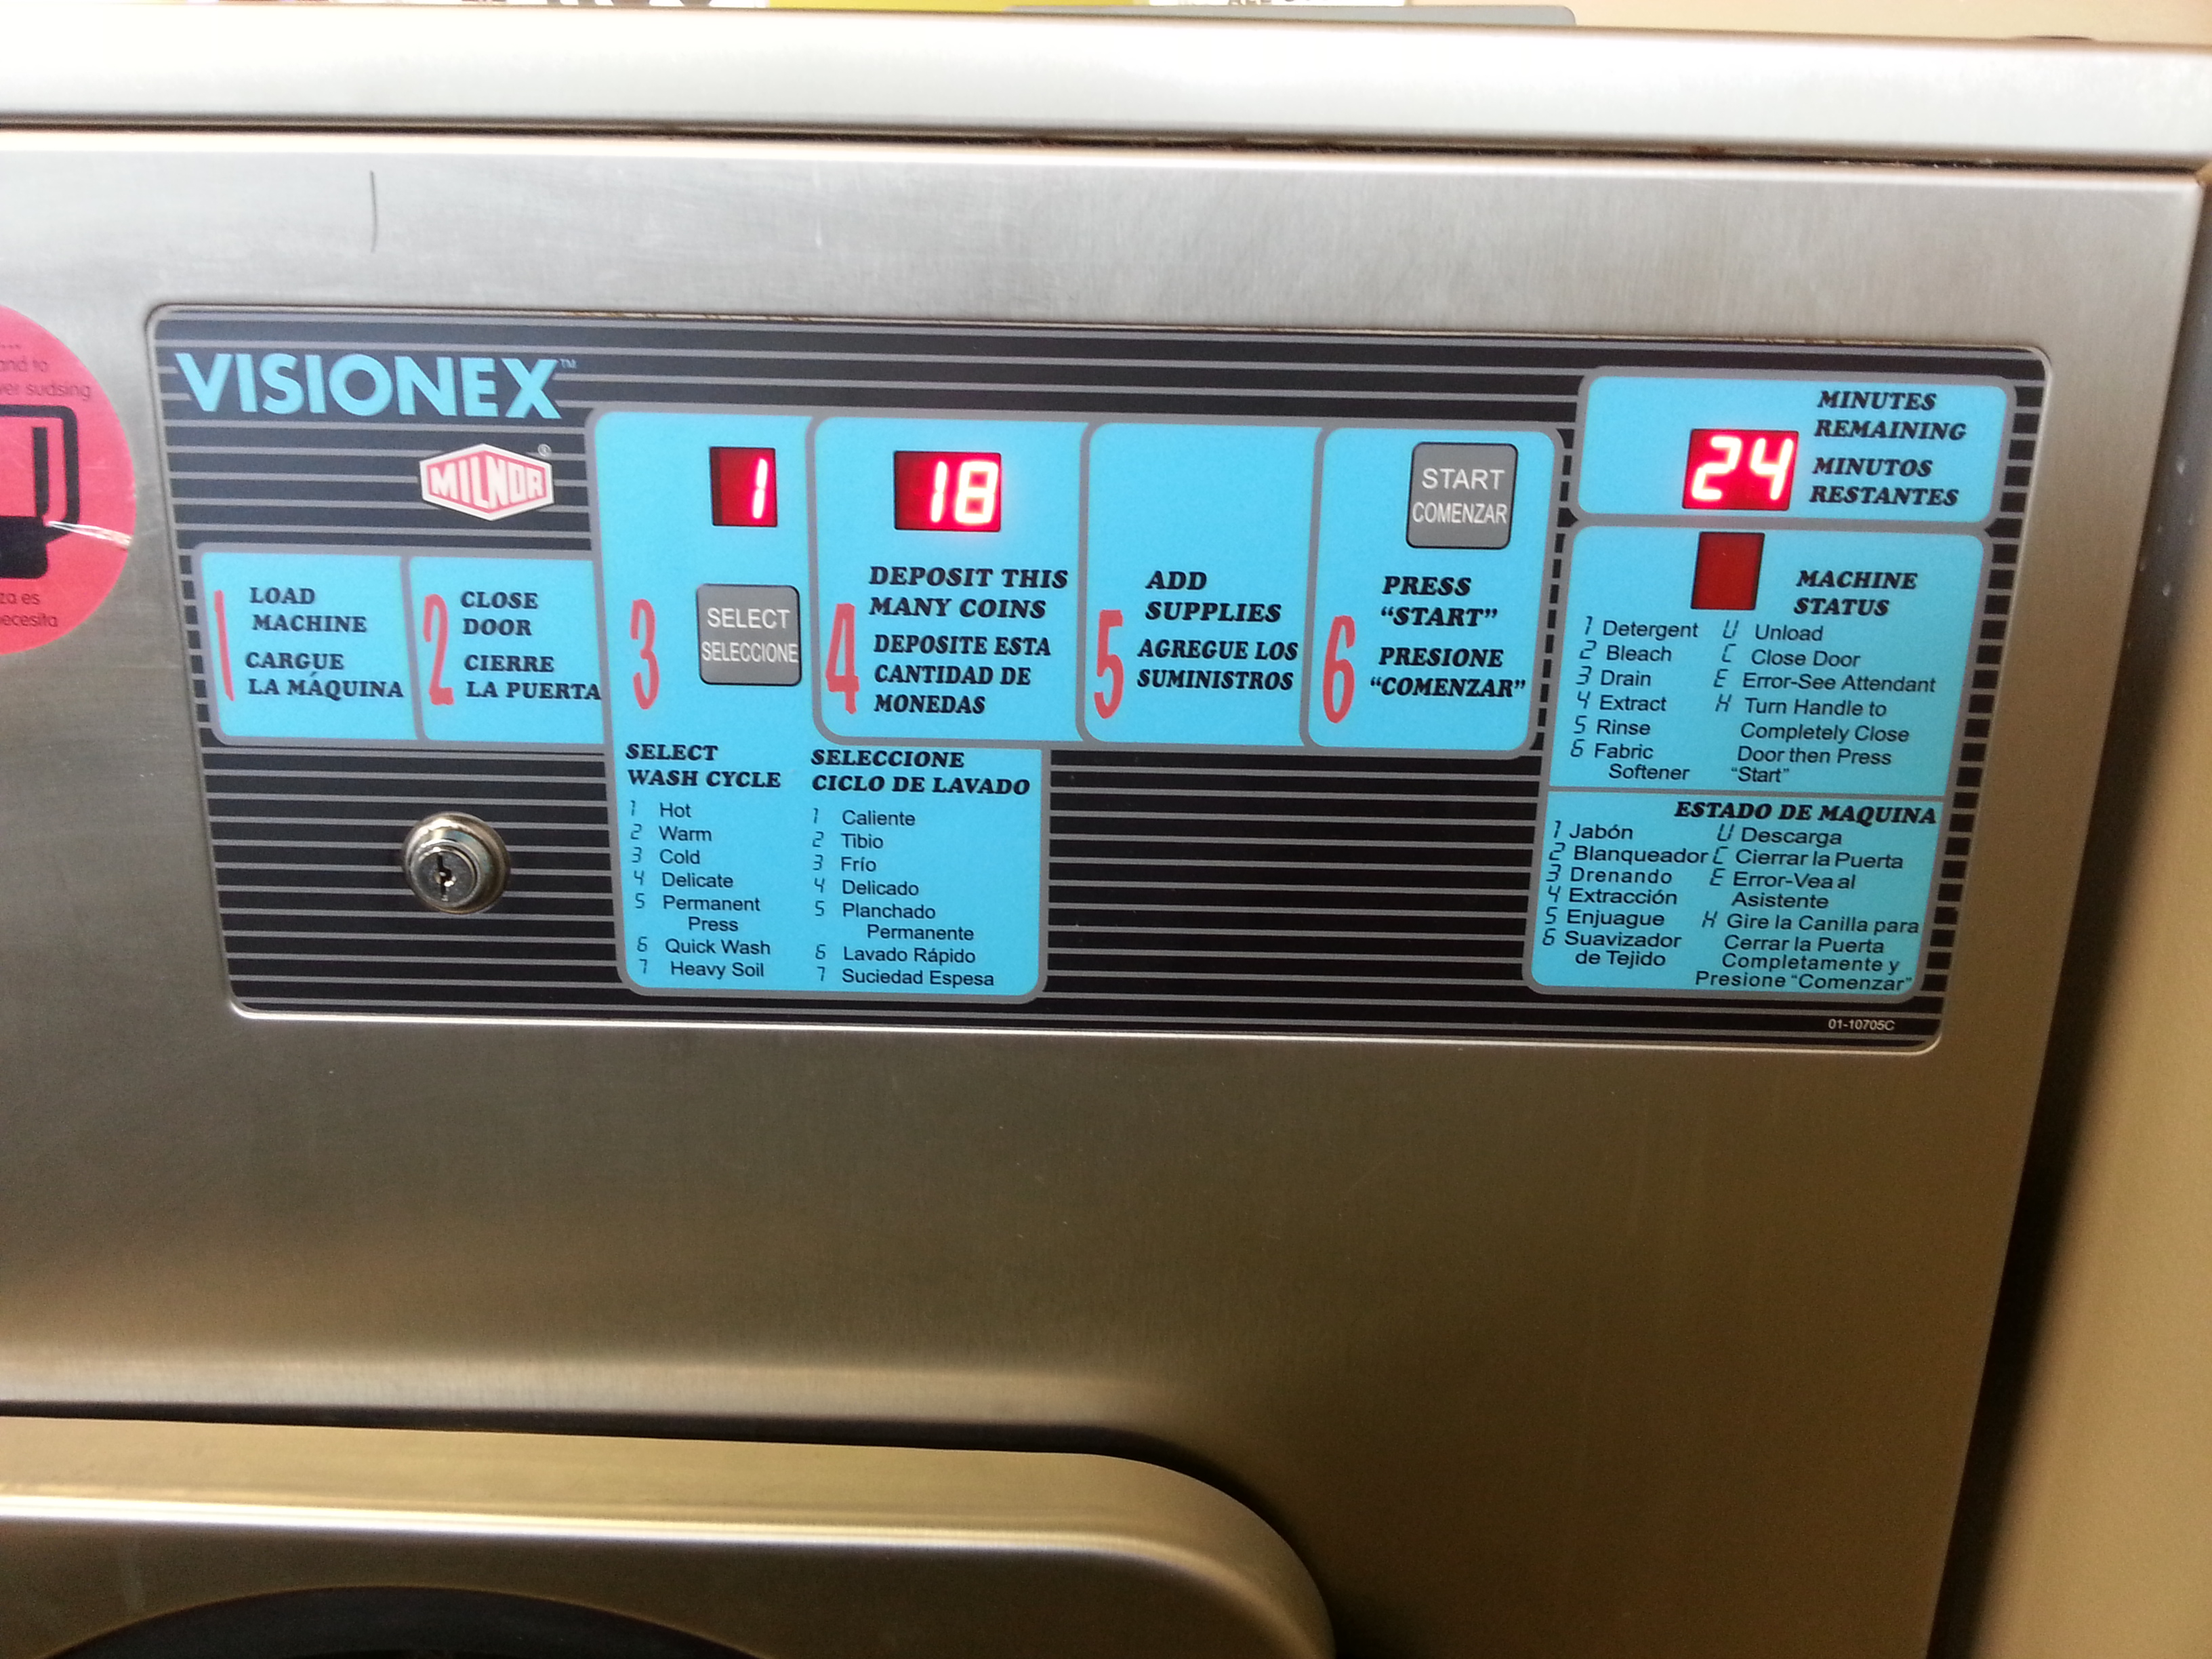 and to
sudsing
za es
necesita
VISIONEX™
MILNOR®
1
LOAD
MACHINE
CARGUE
LA MÁQUINA
2
CLOSE
DOOR
CIERRE
LA PUERTA
3
1
SELECT
SELECCIONE
SELECT
WASH CYCLE
1 Hot
2 Warm
3 Cold
4 Delicate
5 Permanent
Press
6 Quick Wash
7 Heavy Soil
SELECCIONE
CICLO DE LAVADO
1 Caliente
2 Tibio
3 Frío
4 Delicado
5 Planchado
Permanente
6 Lavado Rápido
7 Suciedad Espesa
4
18
DEPOSIT THIS
MANY COINS
DEPOSITE ESTA
CANTIDAD DE
MONEDAS
5
ADD
SUPPLIES
AGREGUE LOS
SUMINISTROS
6
START
COMENZAR
PRESS
“START”
PRESIONE
“COMENZAR”
24
MINUTES
REMAINING
MINUTOS
RESTANTES
MACHINE
STATUS
1 Detergent
2 Bleach
3 Drain
4 Extract
5 Rinse
6 Fabric
Softener
U Unload
C Close Door
E Error-See Attendant
H Turn Handle to
Completely Close
Door then Press
“Start”
ESTADO DE MAQUINA
1 Jabón
2 Blanqueador
3 Drenando
4 Extracción
5 Enjuague
6 Suavizador
de Tejido
U Descarga
C Cierrar la Puerta
E Error-Vea al
Asistente
H Gire la Canilla para
Cerrar la Puerta
Completamente y
Presione “Comenzar”
01-10705C